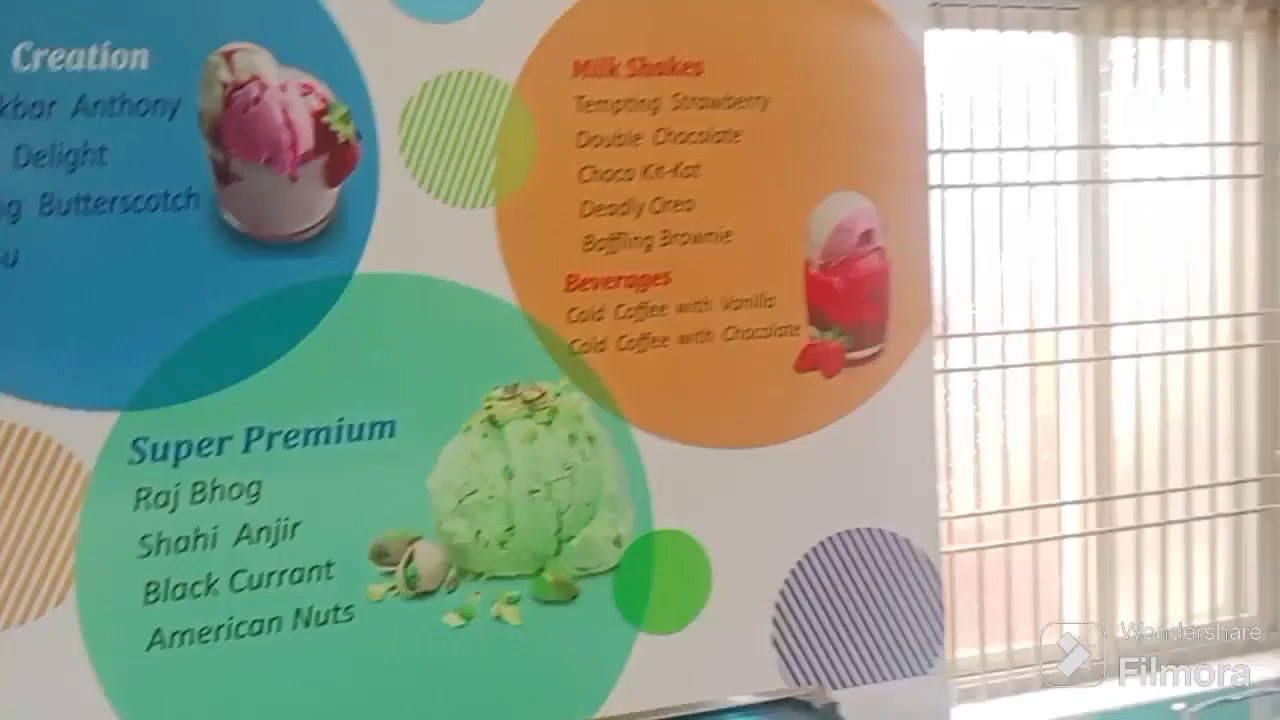 Creation
Anthony
Delight
Butterscotch
Super Premium
Raj Bhog
Shahi Anjir
Black Currant
American Nuts
Milk Shakes
Tempting Strawberry
Double Chocolate
Choco Kit-Kat
Deadly Oreo
Baffling Brownie
Beverages
Cold Coffee with Vanilla
Cold Coffee with Chocolate
Wondershare
Filmora